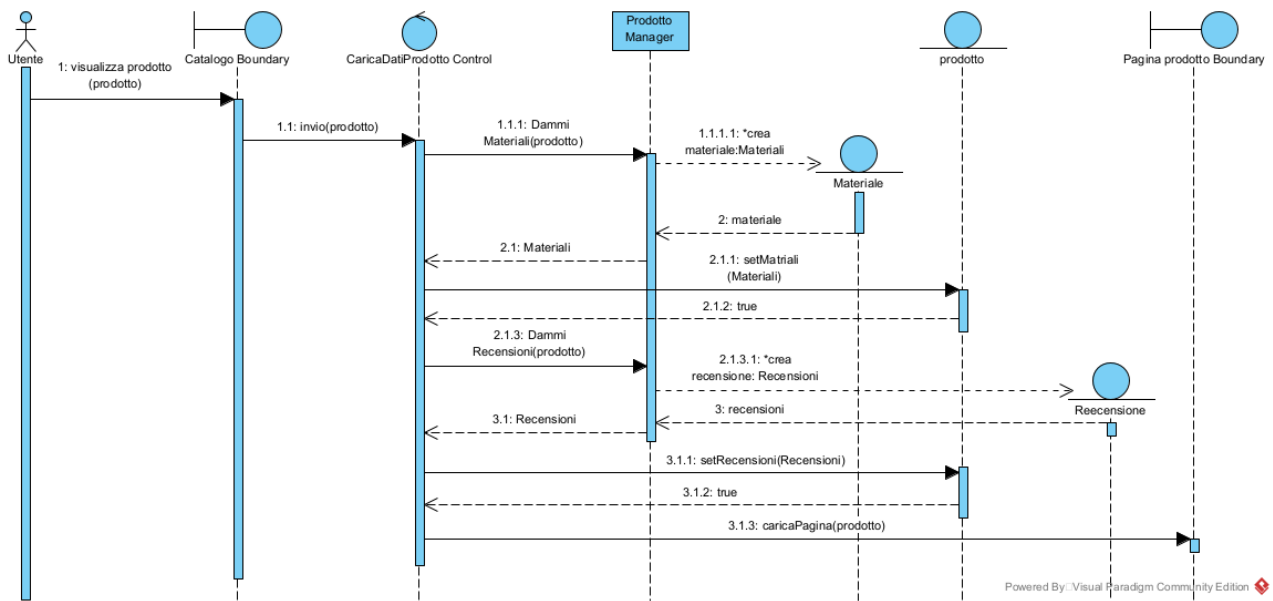 Prodotto
Manager
Utente
Catalogo Boundary
CaricaDatiProdotto Control
prodotto
Pagina prodotto Boundary
1: visualizza prodotto
(prodotto)
1.1: invio(prodotto)
1.1.1: Dammi
Materiali(prodotto)
1.1.1.1: *crea
materiale:Materiali
Materiale
2: materiale
2.1: Materiali
2.1.1: setMatriali
(Materiali)
2.1.2: true
2.1.3: Dammi
Recensioni(prodotto)
2.1.3.1: *crea
recensione: Recensioni
Reecensione
3: recensioni
3.1: Recensioni
3.1.1: setRecensioni(Recensioni)
3.1.2: true
3.1.3: caricaPagina(prodotto)
Powered By Visual Paradigm Community Edition